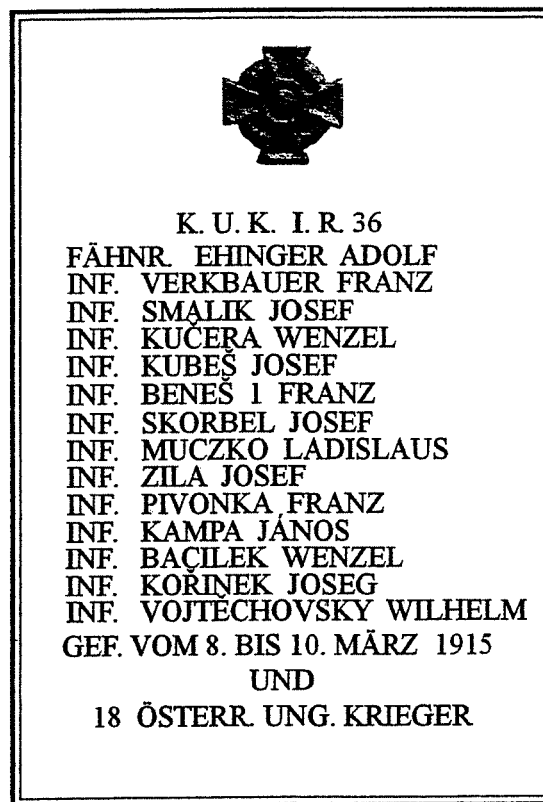 K. U. K. I. R. 36
FÄHNR. EHINGER ADOLF
INF. VERKBAUER FRANZ
INF. SMALIK JOSEF
INF. KUČERA WENZEL
INF. KUBEŠ JOSEF
INF. BENEŠ 1 FRANZ
INF. SKORBEL JOSEF
INF. MUCZKO LADISLAUS
INF. ZILA JOSEF
INF. PIVONKA FRANZ
INF. KAMPA JÁNOS
INF. BAČILEK WENZEL
INF. KOŘINEK JOSEG
INF. VOJTĚCHOVSKY WILHELM
GEF. VOM 8. BIS 10. MÄRZ 1915
UND
18 ÖSTERR. UNG. KRIEGER